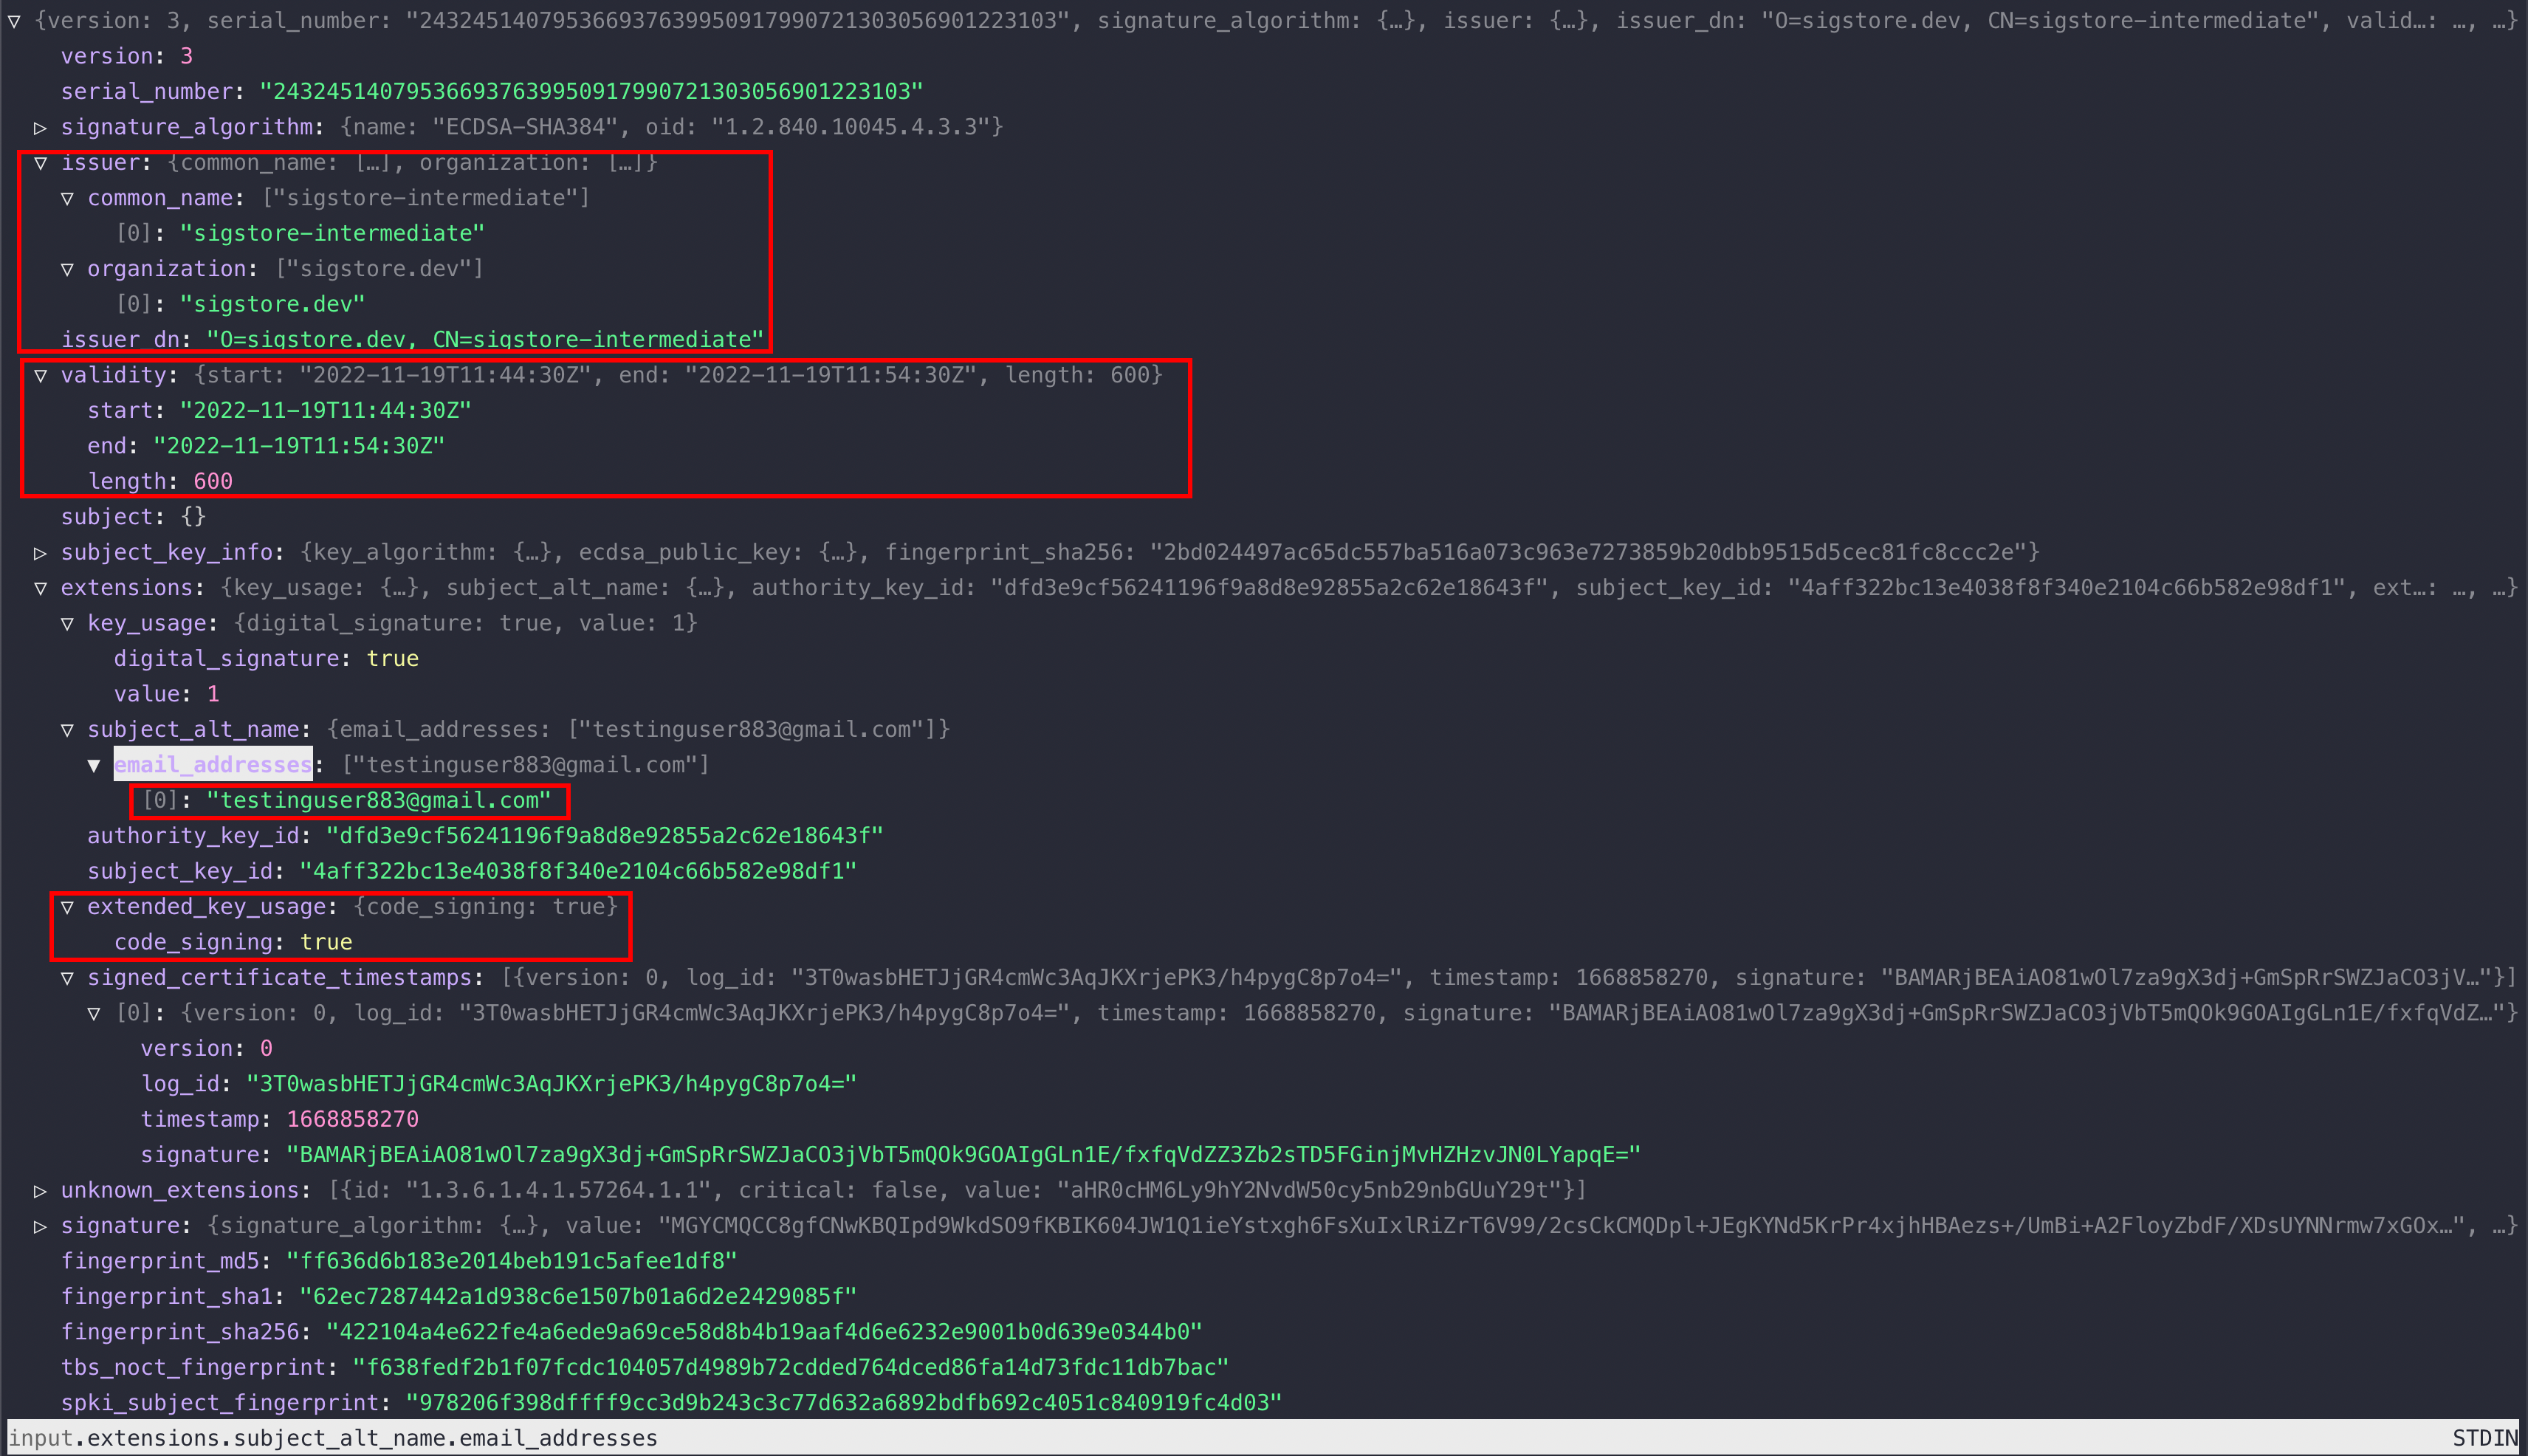 ▽ {version: 3, serial_number: "243245140795366937639950917990721303056901223103", signature_algorithm: {…}, issuer: {…}, issuer_dn: "O=sigstore.dev, CN=sigstore-intermediate", valid…: …, …}
version: 3
serial_number: "243245140795366937639950917990721303056901223103"
▷ signature_algorithm: {name: "ECDSA-SHA384", oid: "1.2.840.10045.4.3.3"}
▽ issuer: {common_name: […], organization: […]}
▽ common_name: ["sigstore-intermediate"]
[0]: "sigstore-intermediate"
▽ organization: ["sigstore.dev"]
[0]: "sigstore.dev"
issuer_dn: "O=sigstore.dev, CN=sigstore-intermediate"
▽ validity: {start: "2022-11-19T11:44:30Z", end: "2022-11-19T11:54:30Z", length: 600}
start: "2022-11-19T11:44:30Z"
end: "2022-11-19T11:54:30Z"
length: 600
subject: {}
▷ subject_key_info: {key_algorithm: {…}, ecdsa_public_key: {…}, fingerprint_sha256: "2bd024497ac65dc557ba516a073c963e7273859b20dbb9515d5cec81fc8ccc2e"}
▽ extensions: {key_usage: {…}, subject_alt_name: {…}, authority_key_id: "dfd3e9cf56241196f9a8d8e92855a2c62e18643f", subject_key_id: "4aff322bc13e4038f8f340e2104c66b582e98df1", ext…: …, …}
▽ key_usage: {digital_signature: true, value: 1}
digital_signature: true
value: 1
▽ subject_alt_name: {email_addresses: ["testinguser883@gmail.com"]}
▼ email_addresses: ["testinguser883@gmail.com"]
[0]: "testinguser883@gmail.com"
authority_key_id: "dfd3e9cf56241196f9a8d8e92855a2c62e18643f"
subject_key_id: "4aff322bc13e4038f8f340e2104c66b582e98df1"
▽ extended_key_usage: {code_signing: true}
code_signing: true
▽ signed_certificate_timestamps: [{version: 0, log_id: "3T0wasbHETJjGR4cmWc3AqJKXrjePK3/h4pygC8p7o4=", timestamp: 1668858270, signature: "BAMARjBEAiAO81wOl7za9gX3dj+GmSpRrSWZJaCO3jV…"}]
▽ [0]: {version: 0, log_id: "3T0wasbHETJjGR4cmWc3AqJKXrjePK3/h4pygC8p7o4=", timestamp: 1668858270, signature: "BAMARjBEAiAO81wOl7za9gX3dj+GmSpRrSWZJaCO3jVbT5mQOk9GOAIgGLn1E/fxfqVdZ…"}
version: 0
log_id: "3T0wasbHETJjGR4cmWc3AqJKXrjePK3/h4pygC8p7o4="
timestamp: 1668858270
signature: "BAMARjBEAiAO81wOl7za9gX3dj+GmSpRrSWZJaCO3jVbT5mQOk9GOAIgGLn1E/fxfqVdZZ3Zb2sTD5FGinjMvHZHzvJN0LYapqE="
▷ unknown_extensions: [{id: "1.3.6.1.4.1.57264.1.1", critical: false, value: "aHR0cHM6Ly9hY2NvdW50cy5nb29nbGUuY29t"}]
▷ signature: {signature_algorithm: {…}, value: "MGYCMQCC8gfCNwKBQIpd9WkdSO9fKBIK604JW1Q1ieYstxgh6FsXuIxlRiZrT6V99/2csCkCMQDpl+JEgKYNd5KrPr4xjhHBAezs+/UmBi+A2FloyZbdF/XDsUYNNrmw7xGOx…", …}
fingerprint_md5: "ff636d6b183e2014beb191c5afee1df8"
fingerprint_sha1: "62ec7287442a1d938c6e1507b01a6d2e2429085f"
fingerprint_sha256: "422104a4e622fe4a6ede9a69ce58d8b4b19aaf4d6e6232e9001b0d639e0344b0"
tbs_noct_fingerprint: "f638fedf2b1f07fcdc104057d4989b72cdded764dced86fa14d73fdc11db7bac"
spki_subject_fingerprint: "978206f398dffff9cc3d9b243c3c77d632a6892bdfb692c4051c840919fc4d03"
input.extensions.subject_alt_name.email_addresses STDIN